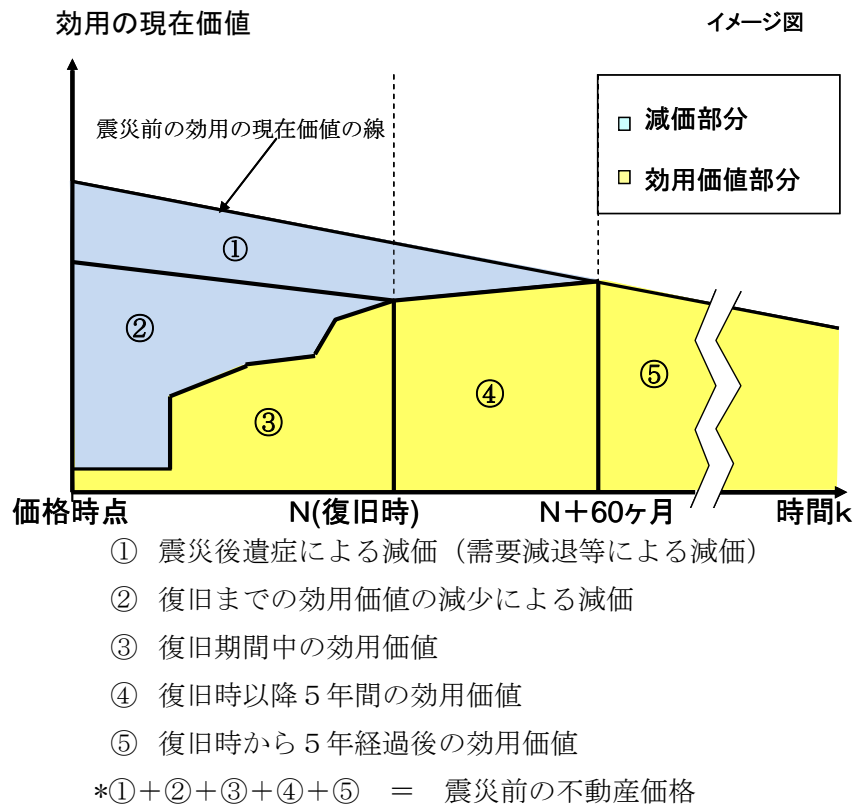 効用の現在価値
イメージ図
減価部分
震災前の効用の現在価値の線
効用価値部分
①
②
③
④
⑤
価格時点 N(復旧時) N＋60ヶ月 時間k
① 震災後遺症による減価（需要減退等による減価）
② 復旧までの効用価値の減少による減価
③ 復旧期間中の効用価値
④ 復旧時以降５年間の効用価値
⑤ 復旧時から５年経過後の効用価値
*①＋②＋③＋④＋⑤ ＝ 震災前の不動産価格